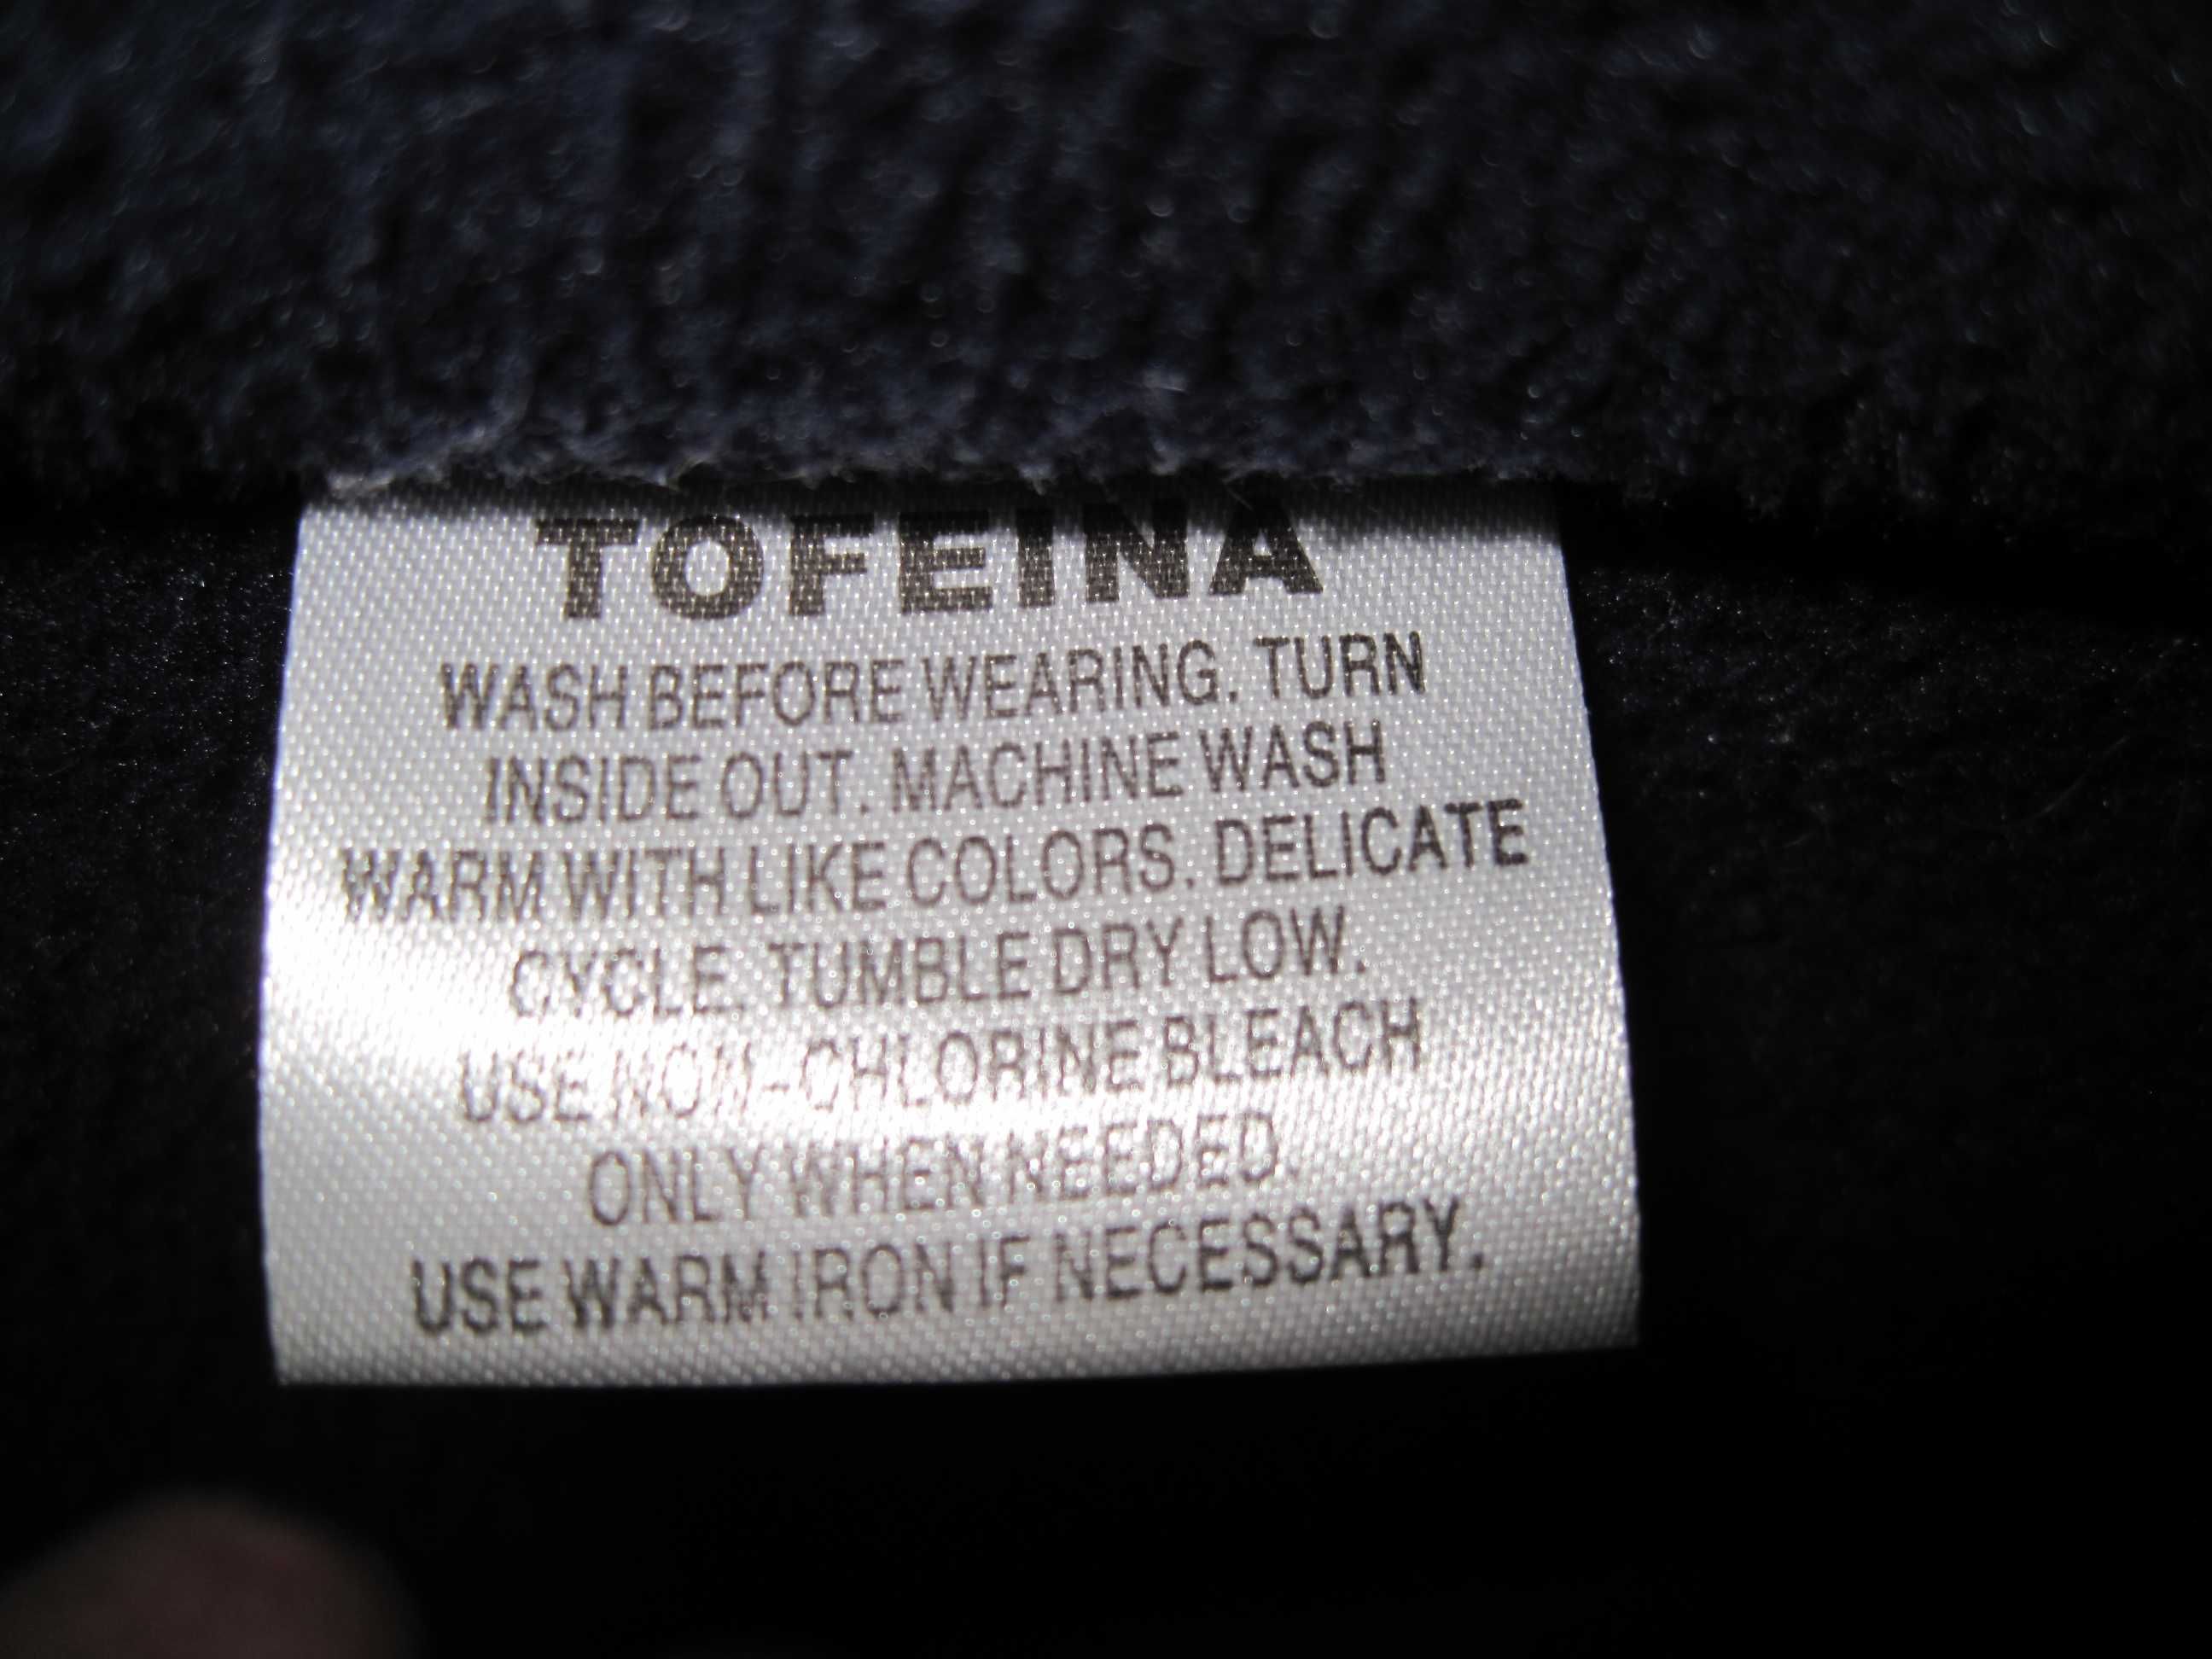 TOFEINA
WASH BEFORE WEARING. TURN
INSIDE OUT. MACHINE WASH
WARM WITH LIKE COLORS. DELICATE
CYCLE. TUMBLE DRY LOW.
USE NON-CHLORINE BLEACH
ONLY WHEN NEEDED.
USE WARM IRON IF NECESSARY.